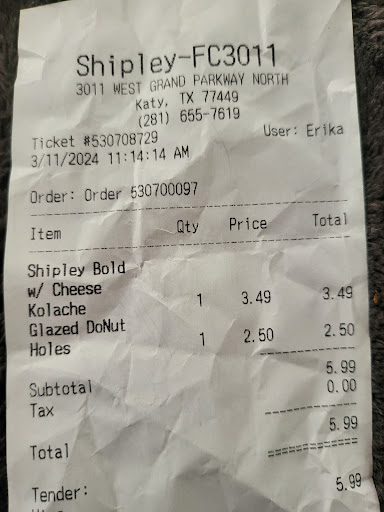 Shipley-FC3011
3011 WEST GRAND PARKWAY NORTH
Katy, TX 77449
(281) 655-7619
Ticket #530708729 User: Erika
3/11/2024 11:14:14 AM
Order: Order 530700097
Item Qty Price Total
Shipley Bold
w/ Cheese
Kolache 1 3.49 3.49
Glazed DoNut
Holes 1 2.50 2.50
Subtotal 5.99
Tax 0.00
Total 5.99
Tender: 5.99